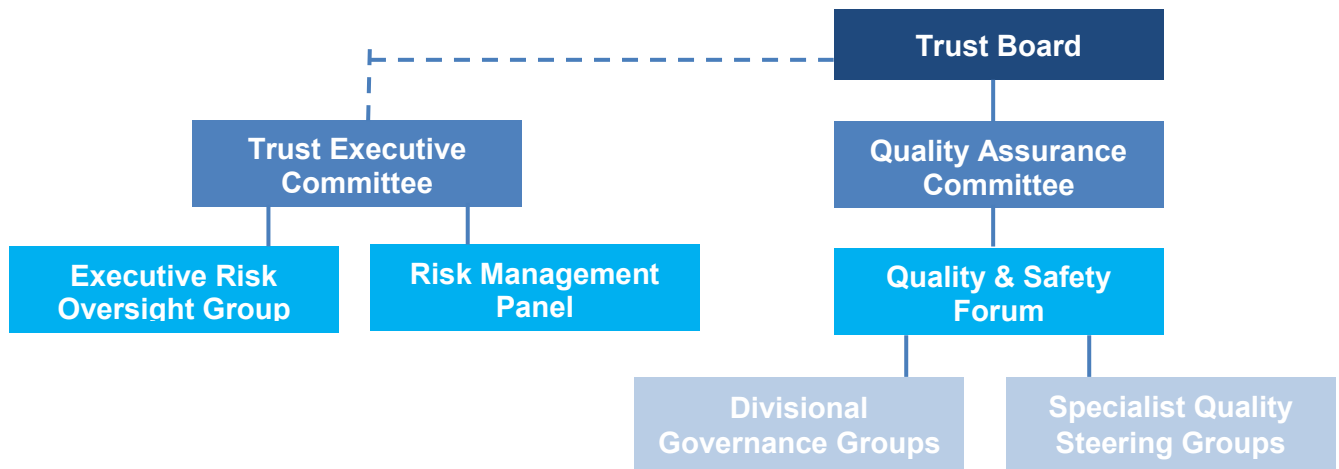 Trust Board
Trust Executive
Committee
Quality Assurance
Committee
Executive Risk
Oversight Group
Risk Management
Panel
Quality & Safety
Forum
Divisional
Governance Groups
Specialist Quality
Steering Groups